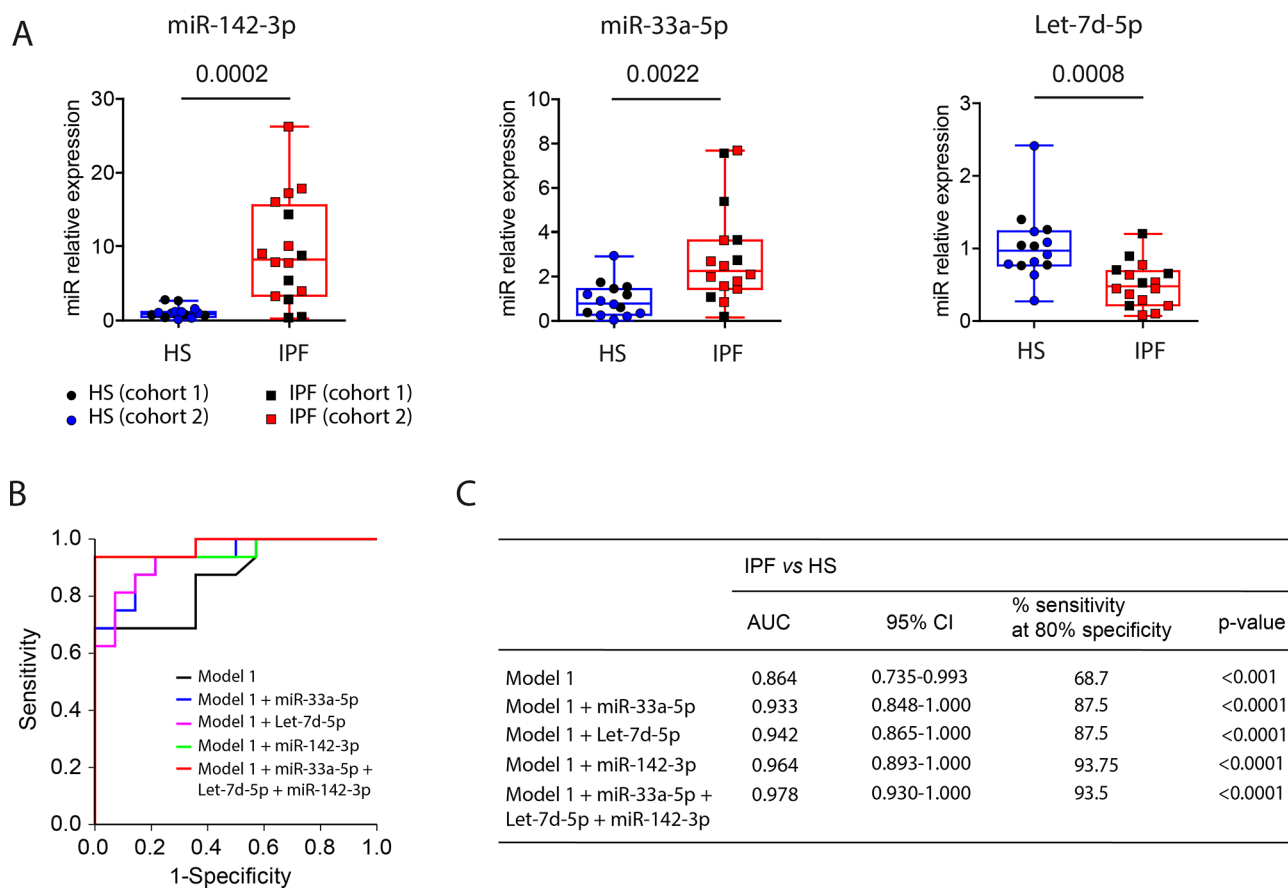 A
miR-142-3p
miR-33a-5p
Let-7d-5p
0.0002
0.0022
0.0008
miR relative expression
30
20
10
0
HS
IPF
miR relative expression
10
8
6
4
2
0
HS
IPF
miR relative expression
3
2
1
0
HS
IPF
HS (cohort 1)
IPF (cohort 1)
HS (cohort 2)
IPF (cohort 2)
B
Sensitivity
1.0
0.8
0.6
0.4
0.2
0.0
Model 1
Model 1 + miR-33a-5p
Model 1 + Let-7d-5p
Model 1 + miR-142-3p
Model 1 + miR-33a-5p +
Let-7d-5p + miR-142-3p
0.0 0.2 0.4 0.6 0.8 1.0
1-Specificity
C
IPF vs HS
AUC 95% CI % sensitivity at 80% specificity p-value
Model 1 0.864 0.735-0.993 68.7 <0.001
Model 1 + miR-33a-5p 0.933 0.848-1.000 87.5 <0.0001
Model 1 + Let-7d-5p 0.942 0.865-1.000 87.5 <0.0001
Model 1 + miR-142-3p 0.964 0.893-1.000 93.75 <0.0001
Model 1 + miR-33a-5p + 0.978 0.930-1.000 93.5 <0.0001
Let-7d-5p + miR-142-3p